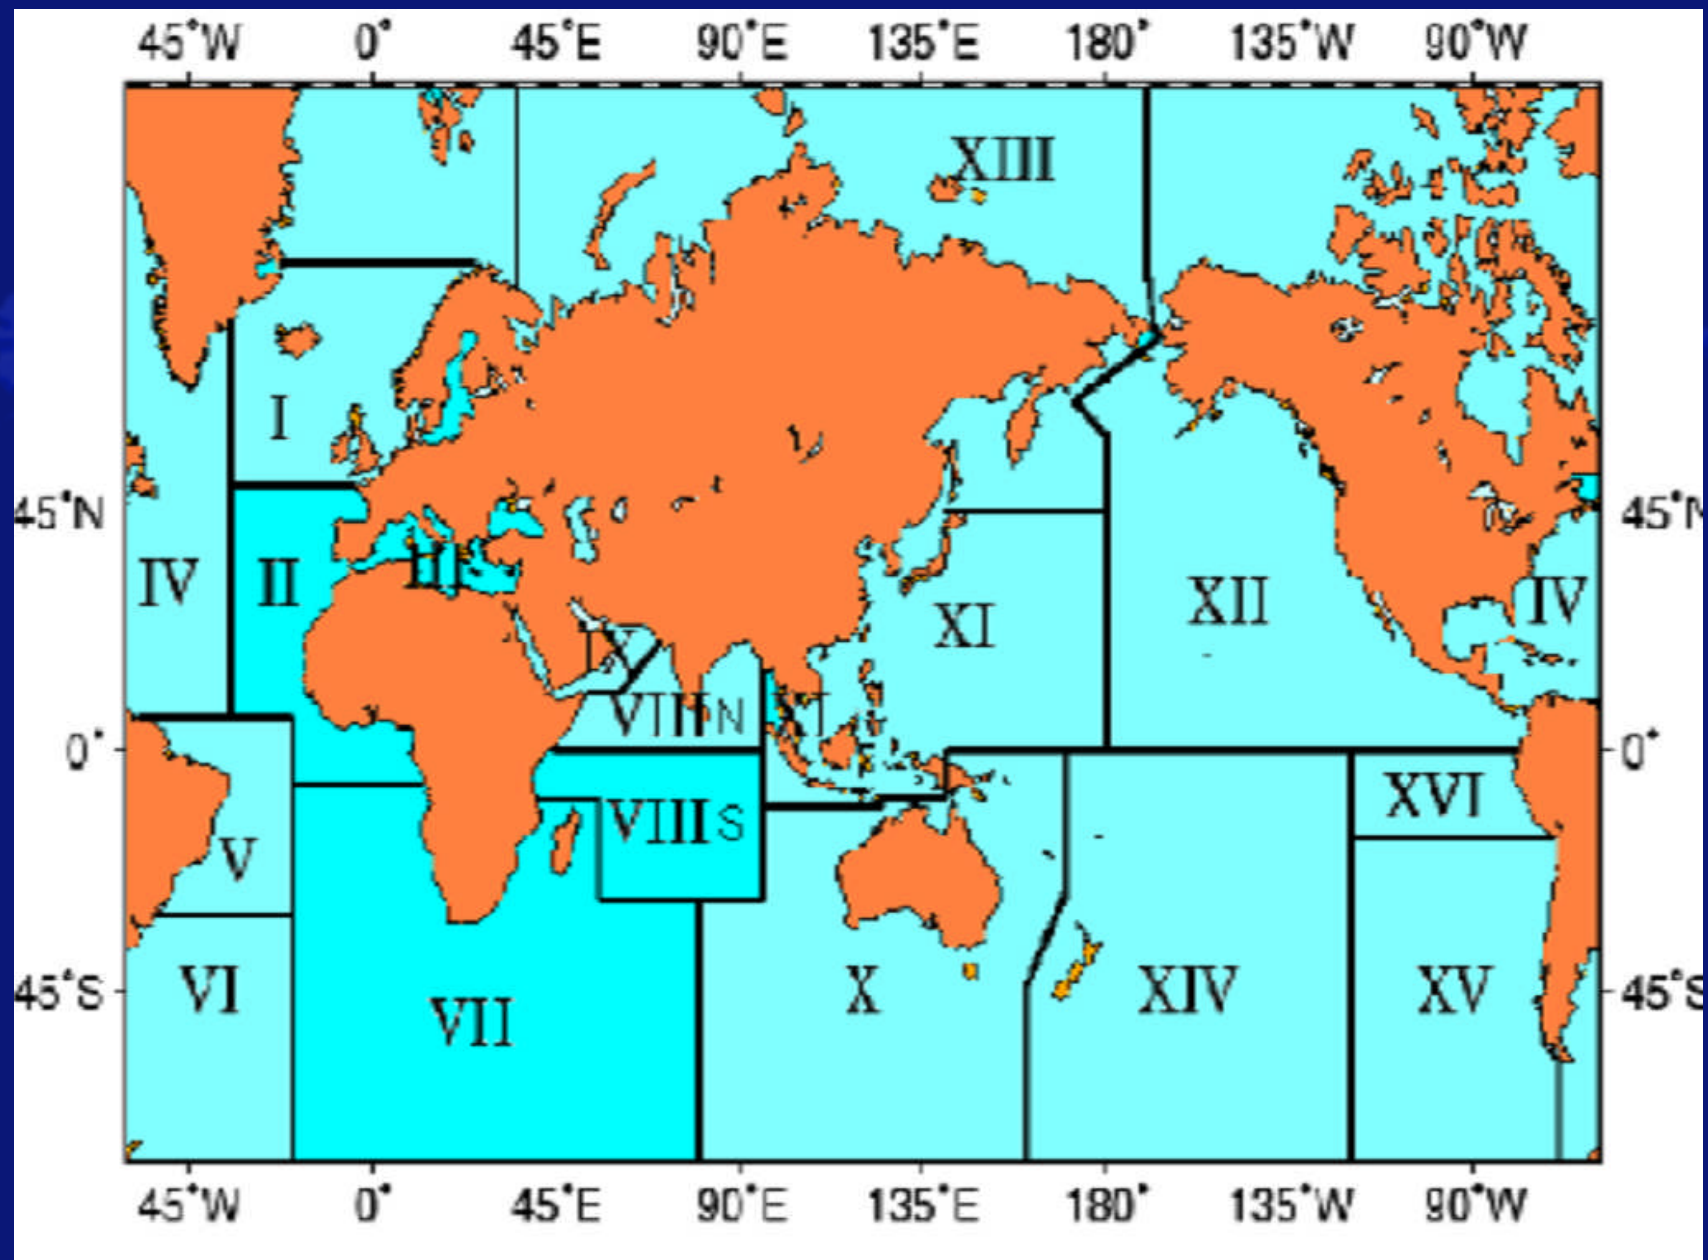 45°W 0° 45°E 90°E 135°E 180° 135°W 90°W
XIII
I
45°N 45°N
IV II III XI XII IV
IX
VIII N XI
0° 0°
VIII S XVI
V
45°S VI VII X XIV XV 45°S
45°W 0° 45°E 90°E 135°E 180° 135°W 90°W